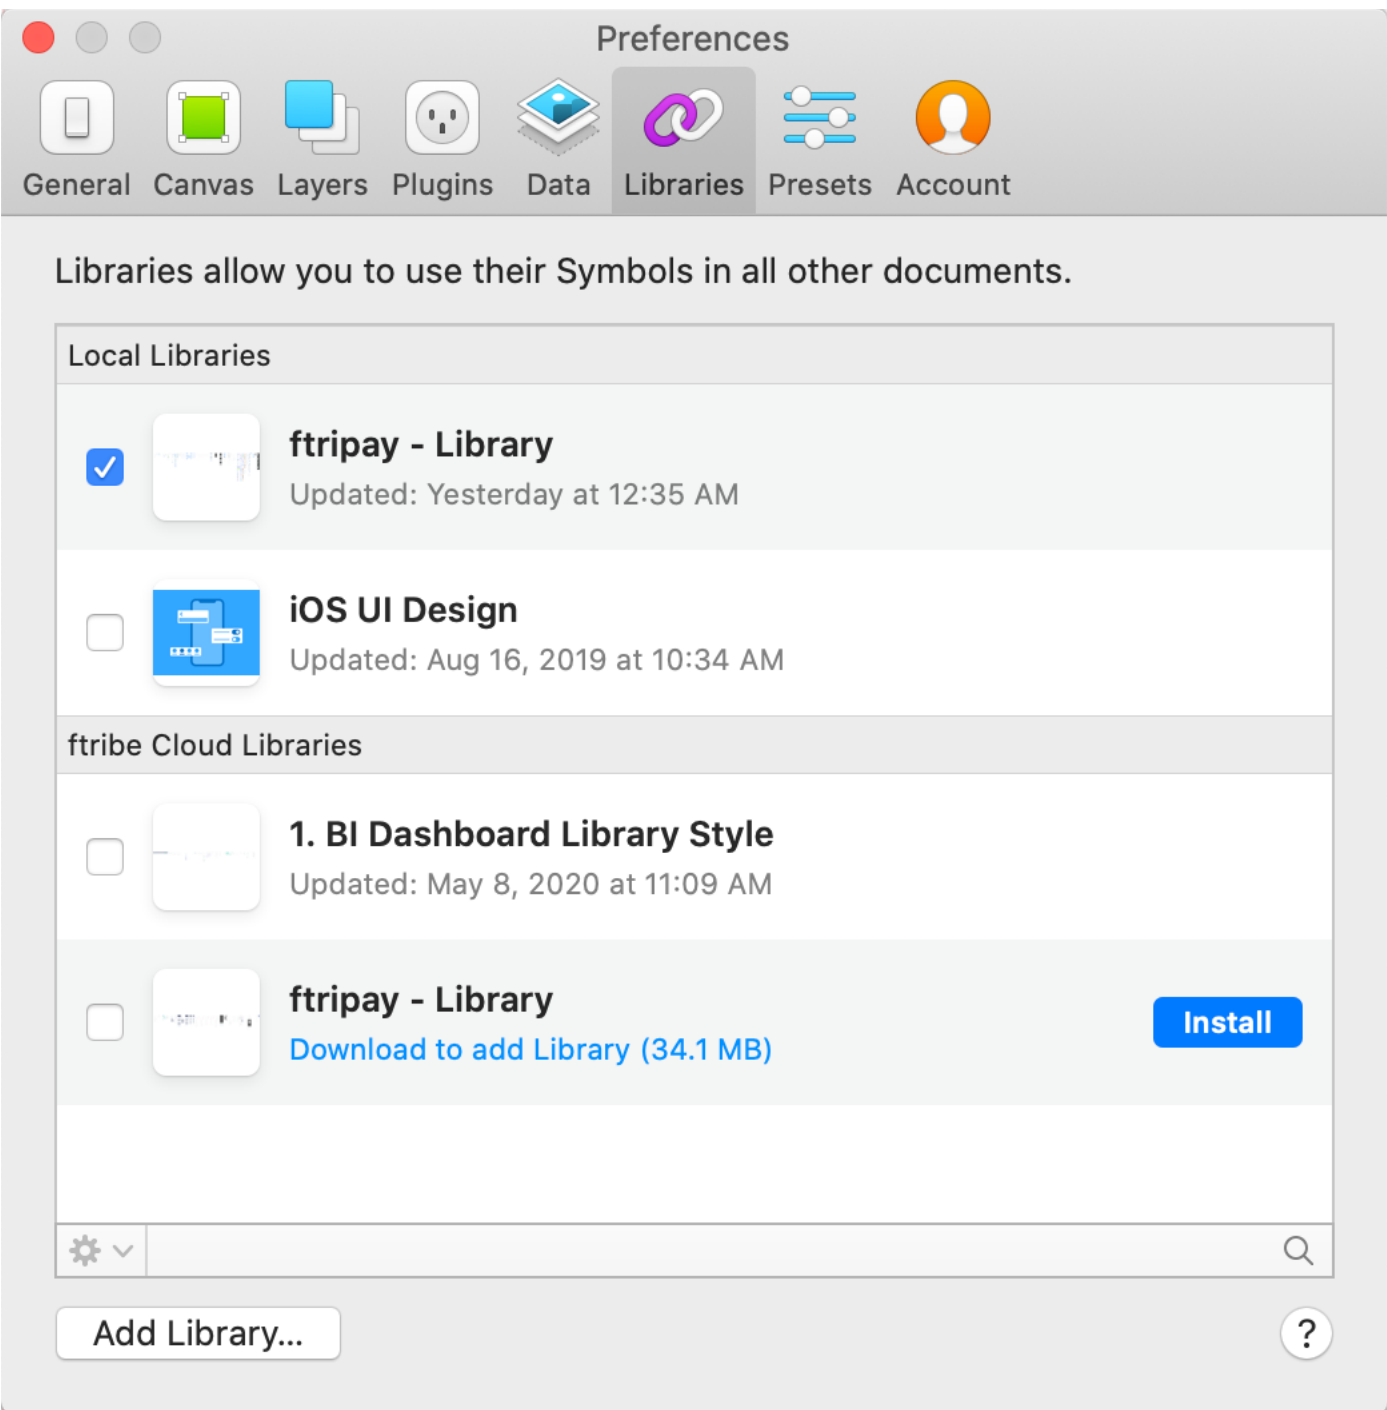 Preferences
General Canvas Layers Plugins Data Libraries Presets Account
Libraries allow you to use their Symbols in all other documents.
Local Libraries
ftripay - Library
Updated: Yesterday at 12:35 AM
iOS UI Design
Updated: Aug 16, 2019 at 10:34 AM
ftribe Cloud Libraries
1. BI Dashboard Library Style
Updated: May 8, 2020 at 11:09 AM
ftripay - Library
Download to add Library (34.1 MB)
Install
Add Library...
?